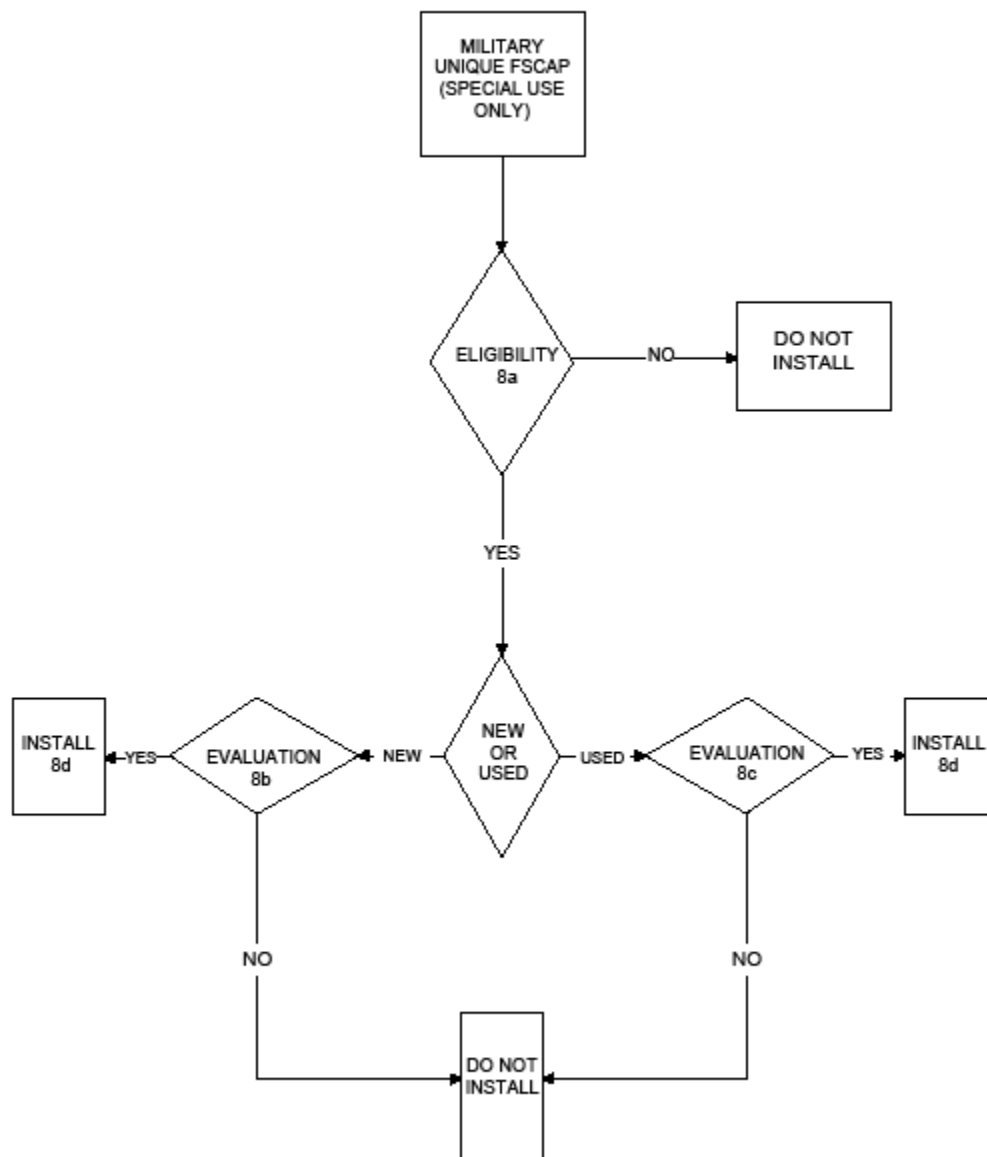 MILITARY
UNIQUE FSCAP
(SPECIAL USE
ONLY)
ELIGIBILITY
8a
NO
DO NOT
INSTALL
YES
INSTALL
8d
YES
EVALUATION
8b
NEW
NEW
OR
USED
USED
EVALUATION
8c
YES
INSTALL
8d
NO
NO
DO NOT
INSTALL